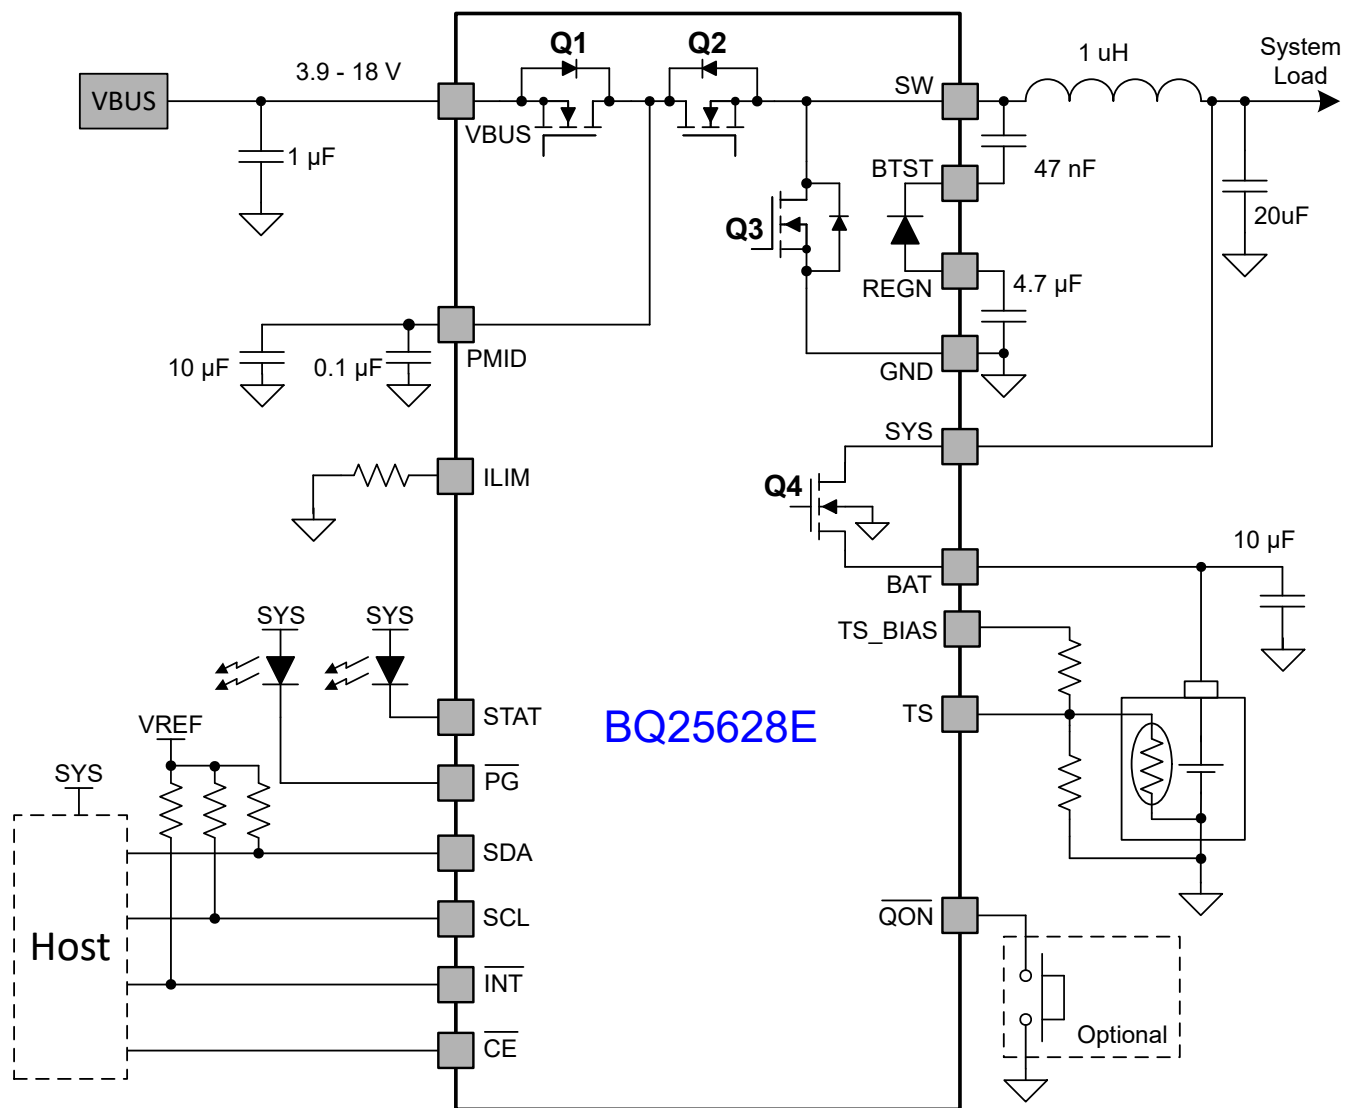 Q1
Q2
3.9 - 18 V
1 uH
System
Load
VBUS
SW
VBUS
1 µF
BTST
47 nF
Q3
20uF
REGN
4.7 µF
10 µF
0.1 µF
PMID
GND
SYS
ILIM
Q4
10 µF
BAT
SYS
SYS
TS_BIAS
VREF
STAT
BQ25628E
TS
SYS
PG
SDA
SCL
QON
Host
INT
Optional
CE